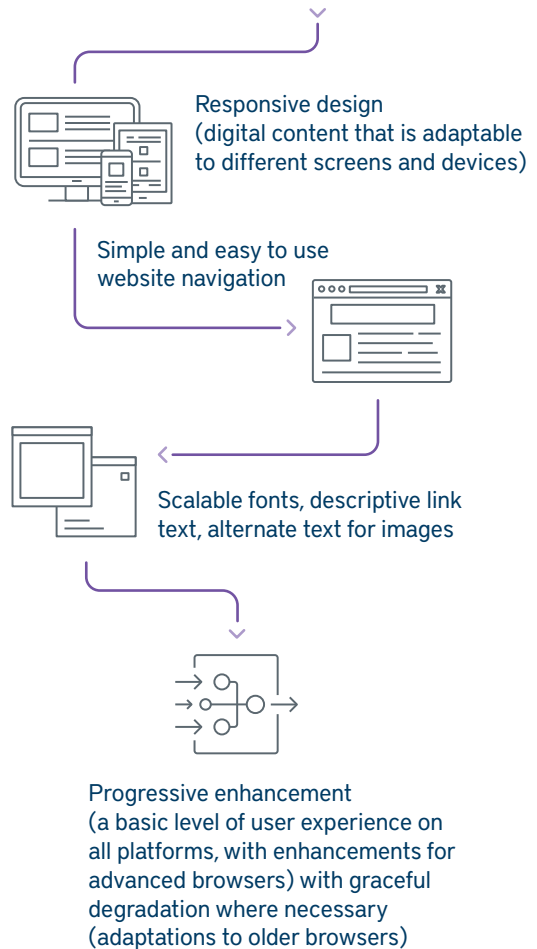 Responsive design
(digital content that is adaptable
to different screens and devices)
Simple and easy to use
website navigation
Scalable fonts, descriptive link
text, alternate text for images
Progressive enhancement
(a basic level of user experience on
all platforms, with enhancements for
advanced browsers) with graceful
degradation where necessary
(adaptations to older browsers)